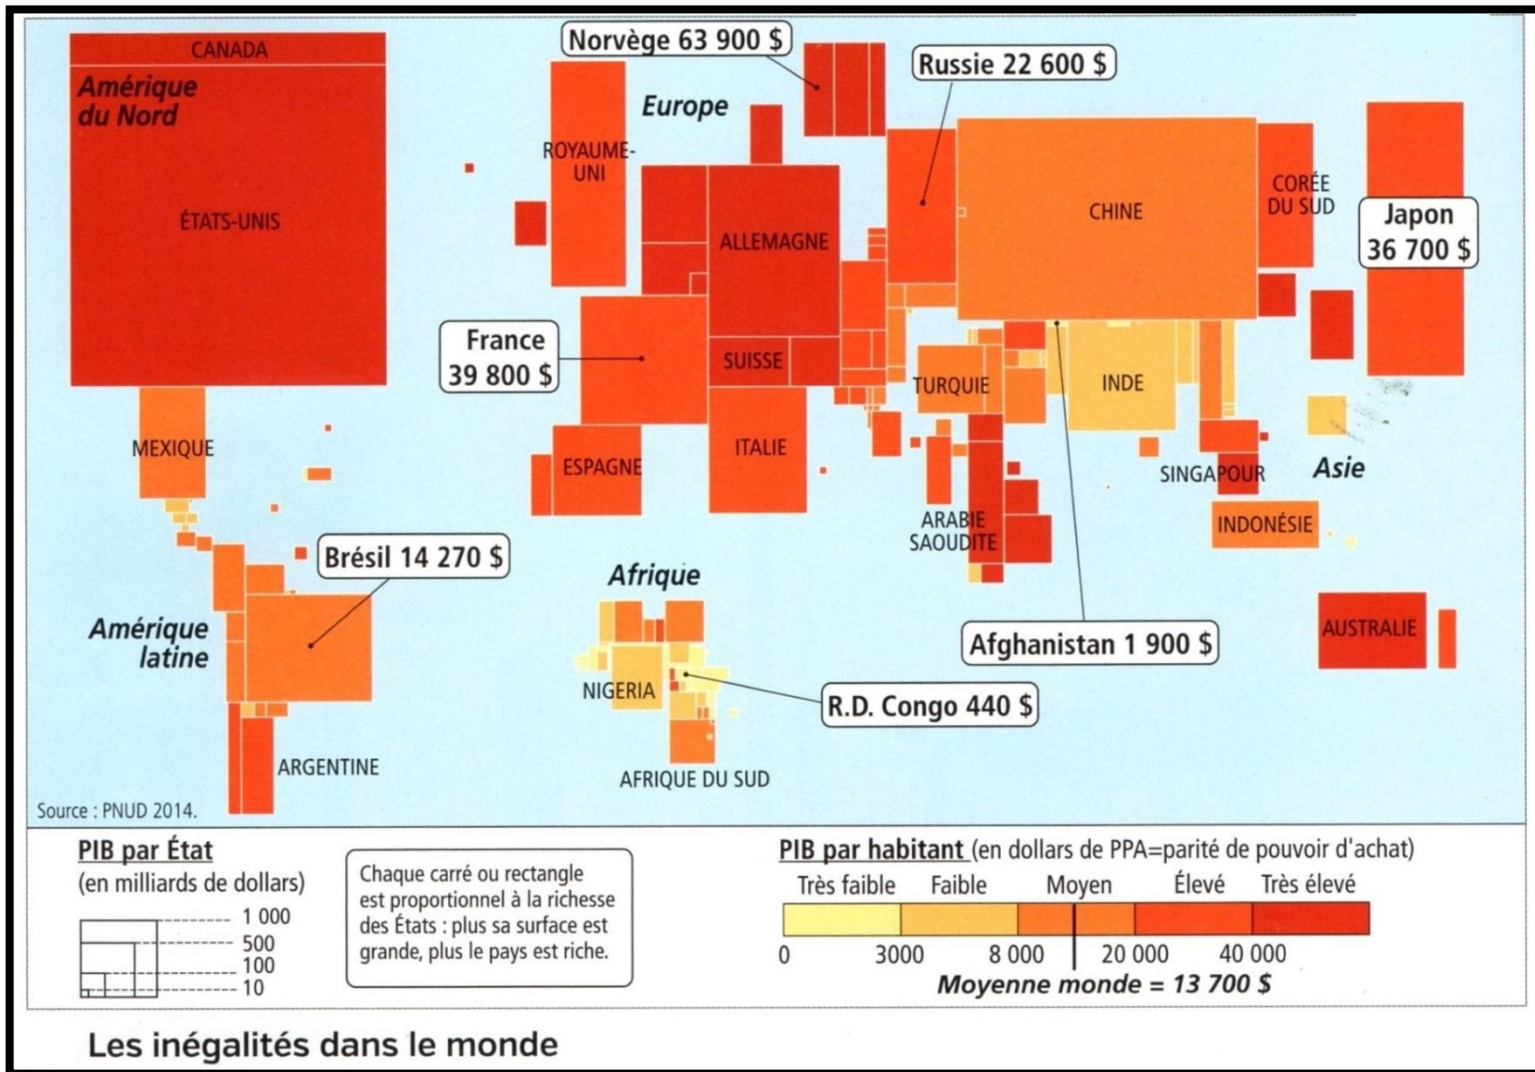 CANADA
Amérique
du Nord
ÉTATS-UNIS
MEXIQUE
Norvège 63 900 $
Europe
ROYAUME-
UNI
Russie 22 600 $
ALLEMAGNE
CHINE
CORÉE
DU SUD
Japon
36 700 $
France
39 800 $
SUISSE
TURQUIE
INDE
ESPAGNE
ITALIE
SINGAPOUR
Asie
ARABIE
SAOUDITE
INDONÉSIE
Brésil 14 270 $
Afrique
Amérique
latine
Afghanistan 1 900 $
AUSTRALIE
NIGERIA
R.D. Congo 440 $
ARGENTINE
AFRIQUE DU SUD
Source : PNUD 2014.
PIB par État
(en milliards de dollars)
1 000
500
100
10
Chaque carré ou rectangle
est proportionnel à la richesse
des États : plus sa surface est
grande, plus le pays est riche.
PIB par habitant (en dollars de PPA=parité de pouvoir d'achat)
Très faible Faible Moyen Élevé Très élevé
0 3000 8 000 20 000 40 000
Moyenne monde = 13 700 $
Les inégalités dans le monde